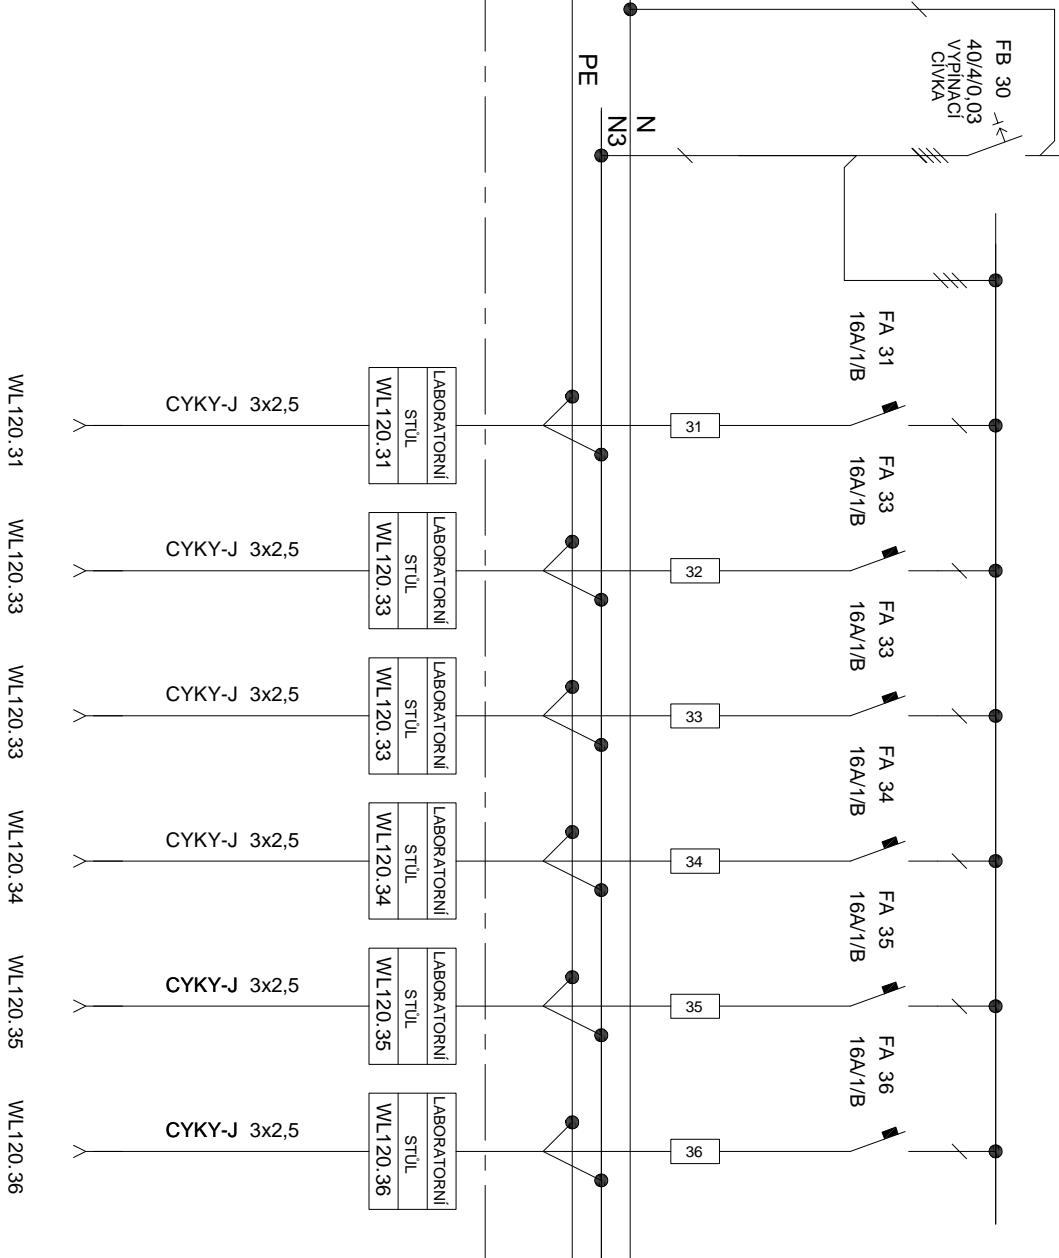 FB 30
40/4/0,03
VYPÍNACÍ
CÍVKA
PE
N
N3
FA 31
16A/1/B
31
LABORATORNÍ
STŮL
WL120.31
CYKY-J 3x2,5
WL120.31
FA 33
16A/1/B
32
LABORATORNÍ
STŮL
WL120.33
CYKY-J 3x2,5
WL120.33
FA 33
16A/1/B
33
LABORATORNÍ
STŮL
WL120.33
CYKY-J 3x2,5
WL120.33
FA 34
16A/1/B
34
LABORATORNÍ
STŮL
WL120.34
CYKY-J 3x2,5
WL120.34
FA 35
16A/1/B
35
LABORATORNÍ
STŮL
WL120.35
CYKY-J 3x2,5
WL120.35
FA 36
16A/1/B
36
LABORATORNÍ
STŮL
WL120.36
CYKY-J 3x2,5
WL120.36